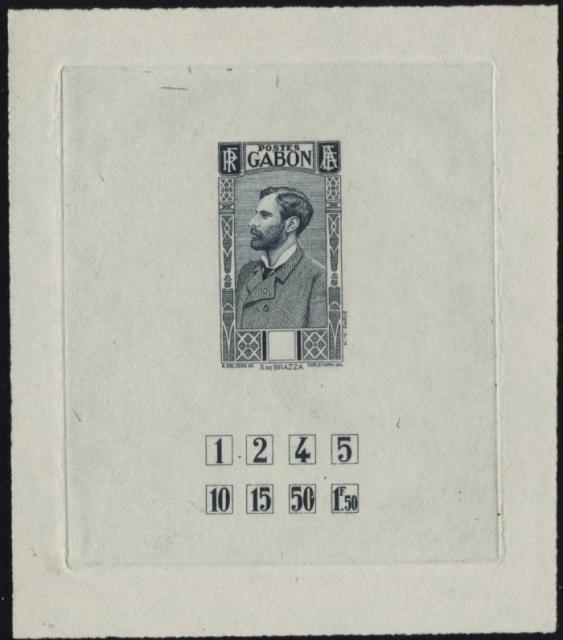 RF POSTES AEF
GABON
S DE BRAZZA
1 2 4 5
10 15 50 1F.50